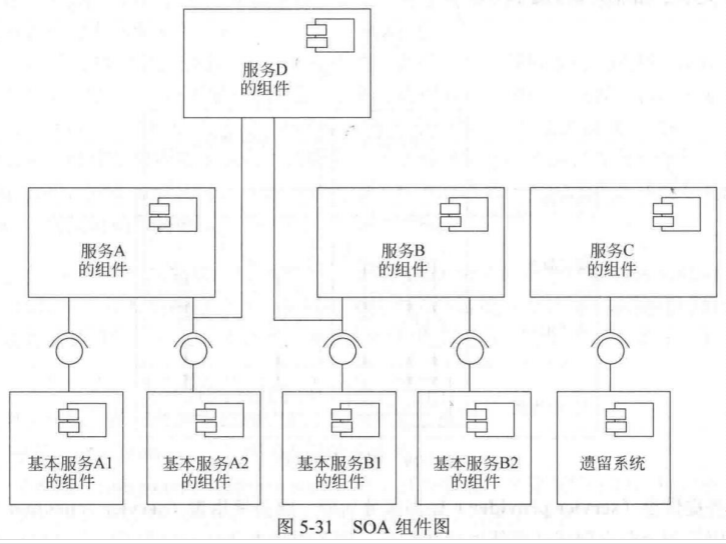 服务D
的组件
服务A
的组件
服务B
的组件
服务C
的组件
基本服务A1
的组件
基本服务A2
的组件
基本服务B1
的组件
基本服务B2
的组件
遗留系统
图 5-31 SOA 组件图